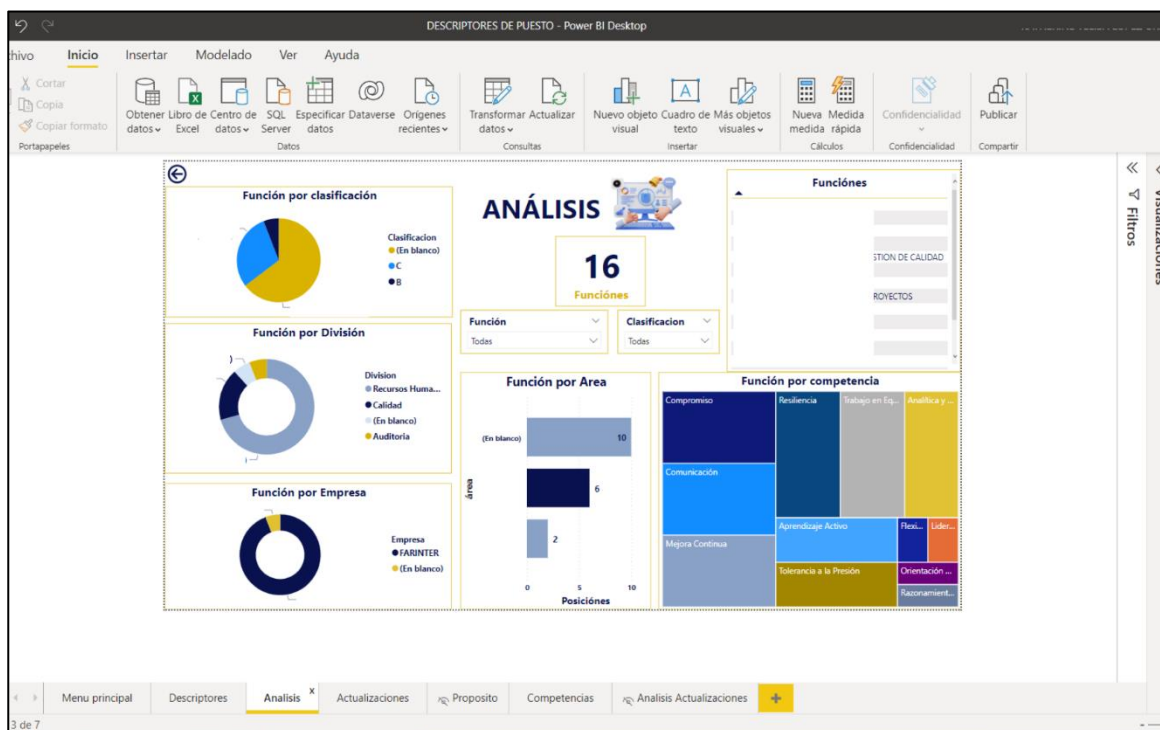 DESCRIPTORES DE PUESTO - Power BI Desktop
chivo Inicio Insertar Modelado Ver Ayuda
Cortar
Copia
Copiar formato
Portapapeles
Obtener datos
Libro de Excel
Centro de datos
SQL Server
Especificar datos
Dataverse
Orígenes recientes
Datos
Transformar datos
Actualizar
Consultas
Nuevo objeto visual
Cuadro de texto
Más objetos visuales
Insertar
Nueva medida
Medida rápida
Cálculos
Confidencialidad
Confidencialidad
Publicar
Compartir
Función por clasificación
Clasificacion
(En blanco)
C
B
ANÁLISIS
16
Funciónes
Función
Todas
Clasificacion
Todas
Funciónes
STION DE CALIDAD
ROYECTOS
Función por División
Division
Recursos Huma...
Calidad
(En blanco)
Auditoria
Función por Empresa
Empresa
FARINTER
(En blanco)
Función por Area
área
(En blanco) 10
6
2
0 5 10
Posiciónes
Función por competencia
Compromiso
Comunicación
Mejora Continua
Resiliencia
Trabajo en Eq...
Analítica y ...
Aprendizaje Activo
Tolerancia a la Presión
Flexi...
Lider...
Orientación ...
Razonamient...
Filtros
Visualizaciones
Menu principal Descriptores Analisis x Actualizaciones Proposito Competencias Analisis Actualizaciones +
3 de 7